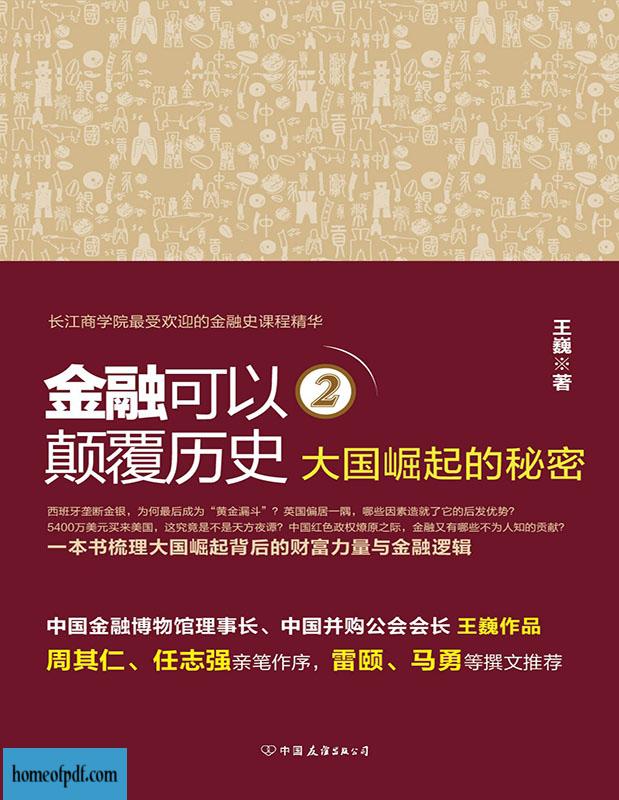 长江商学院最受欢迎的金融史课程精华
王巍※著
金融可以2
颠覆历史 大国崛起的秘密
西班牙垄断金银，为何最后成为“黄金漏斗”？英国偏居一隅，哪些因素造就了它的后发优势？
5400万美元买来美国，这究竟是不是天方夜谭？中国红色政权燎原之际，金融又有哪些不为人知的贡献？
一本书梳理大国崛起背后的财富力量与金融逻辑
中国金融博物馆理事长、中国并购公会会长 王巍作品
周其仁、任志强亲笔作序，雷颐、马勇等撰文推荐
中国友谊出版公司
homeofpdf.com